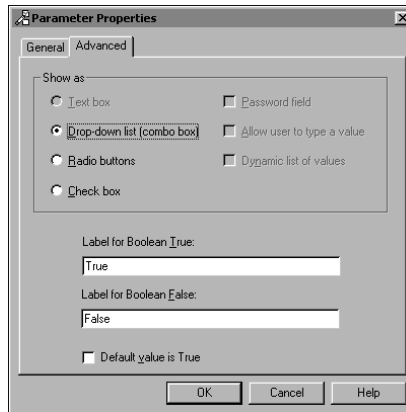 Parameter Properties
General
Advanced
Show as
Text box
Password field
Drop-down list (combo box)
Allow user to type a value
Radio buttons
Dynamic list of values
Check box
Label for Boolean True:
True
Label for Boolean False:
False
Default value is True
OK
Cancel
Help